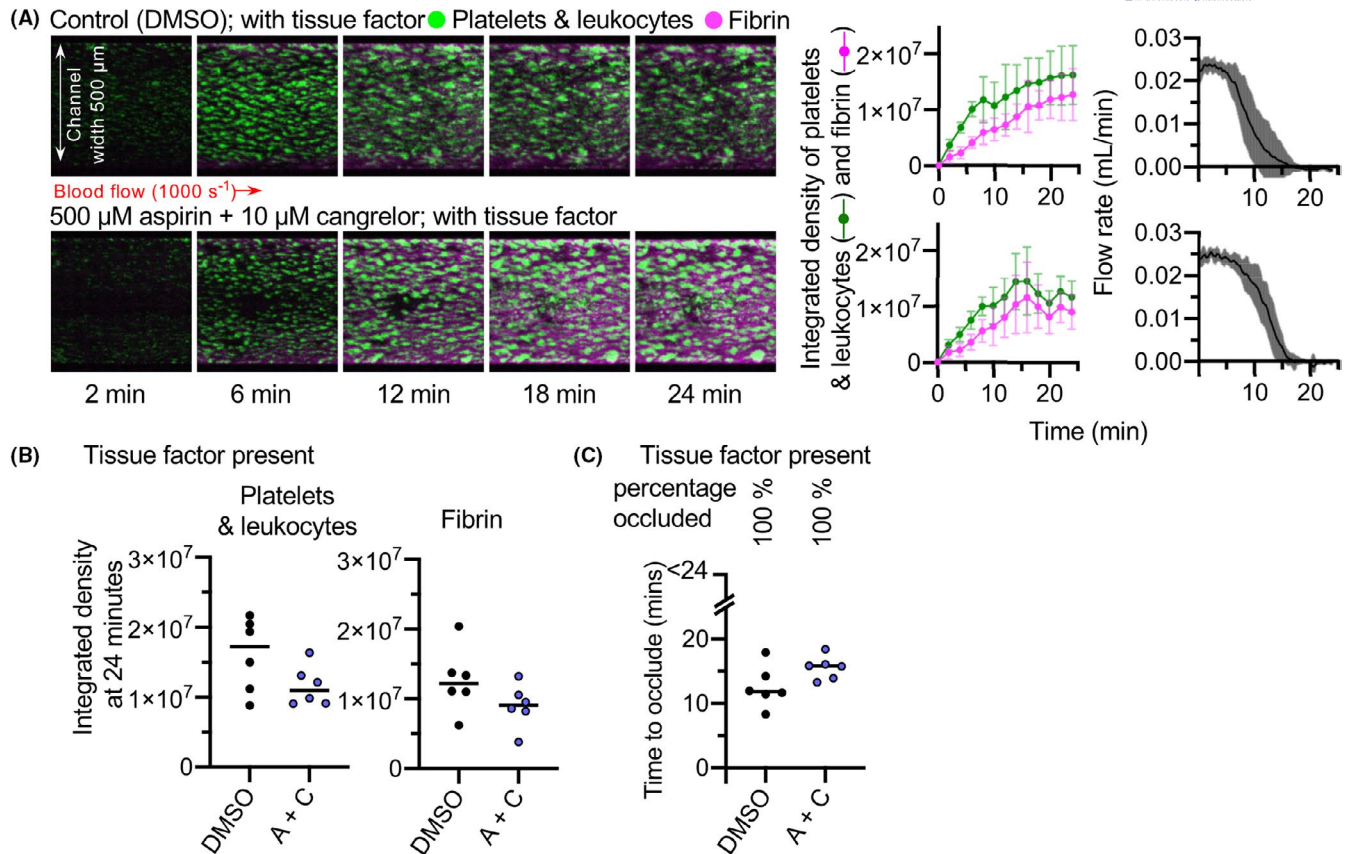 (A) Control (DMSO); with tissue factor ● Platelets & leukocytes ● Fibrin
Channel
width 500 µm
Blood flow (1000 s⁻¹)→
500 µM aspirin + 10 µM cangrelor; with tissue factor
2 min 6 min 12 min 18 min 24 min
Integrated density of platelets
& leukocytes ( ) and fibrin ( )
2×10⁷
1×10⁷
0
0 10 20
2×10⁷
1×10⁷
0
0 10 20
Flow rate (mL/min)
0.03
0.02
0.01
0.00
10 20
0.03
0.02
0.01
0.00
10 20
Time (min)
(B) Tissue factor present
Platelets
& leukocytes
Integrated density
at 24 minutes
3×10⁷
2×10⁷
1×10⁷
0
DMSO
A + C
Fibrin
3×10⁷
2×10⁷
1×10⁷
0
DMSO
A + C
(C) Tissue factor present
percentage
occluded
100 %
100 %
Time to occlude (mins)
<24
20
10
0
DMSO
A + C